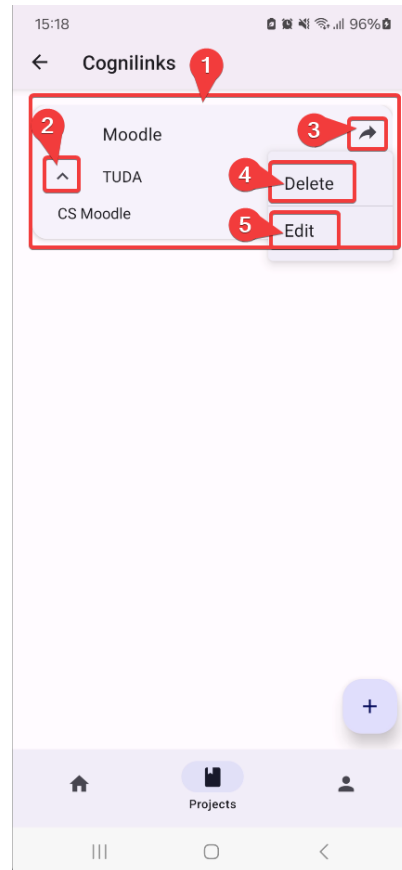 15:18 96%
Cognilinks
1
2
3
Moodle
TUDA
4
Delete
CS Moodle
5
Edit
+
Projects